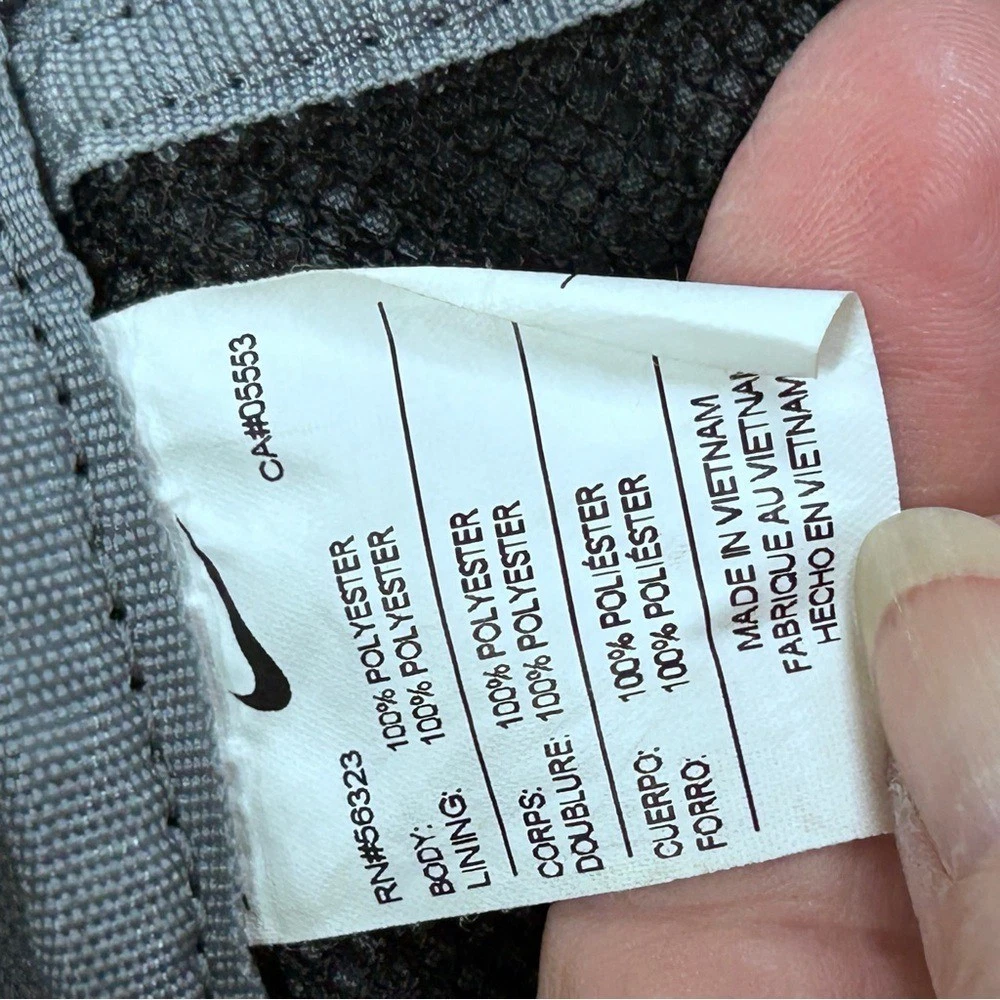 RN#56323 CA#05553
BODY: 100% POLYESTER
LINING: 100% POLYESTER
CORPS: 100% POLYESTER
DOUBLURE: 100% POLYESTER
CUERPO: 100% POLIÉSTER
FORRO: 100% POLIÉSTER
MADE IN VIETNAM
FABRIQUE AU VIETNAM
HECHO EN VIETNAM